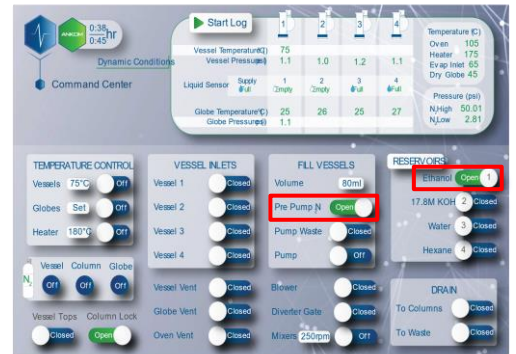 ANKOM
0:38
0:45 hr
Dynamic Conditions
Command Center
Start Log
1 2 3 4
Vessel Temperature(°C) 75
Vessel Pressure(psi) 1.1 1.0 1.2 1.1
Liquid Sensor Supply 1 2 3 4
Full Empty Empty Full Full
Globe Temperature(°C) 25 26 25 27
Globe Pressure(psi) 1.1
Temperature (°C)
Oven 105
Heater 175
Evap Inlet 65
Dry Globe 45
Pressure (psi)
N₂High 50.01
N₂Low 2.81
TEMPERATURE CONTROL
Vessels 75°C Off
Globes Set Off
Heater 180°C Off
N₂
Vessel Column Globe
Off Off Off
Vessel Tops Column Lock
Closed Open
VESSEL INLETS
Vessel 1 Closed
Vessel 2 Closed
Vessel 3 Closed
Vessel 4 Closed
Vessel Vent Closed
Globe Vent Closed
Oven Vent Closed
FILL VESSELS
Volume 80ml
Pre Pump N₂ Open
Pump Waste Closed
Pump Off
Blower Closed
Diverter Gate Closed
Mixers 250rpm Off
RESERVOIRS
Ethanol Open 1
17.8M KOH 2 Closed
Water 3 Closed
Hexane 4 Closed
DRAIN
To Columns Closed
To Waste Closed